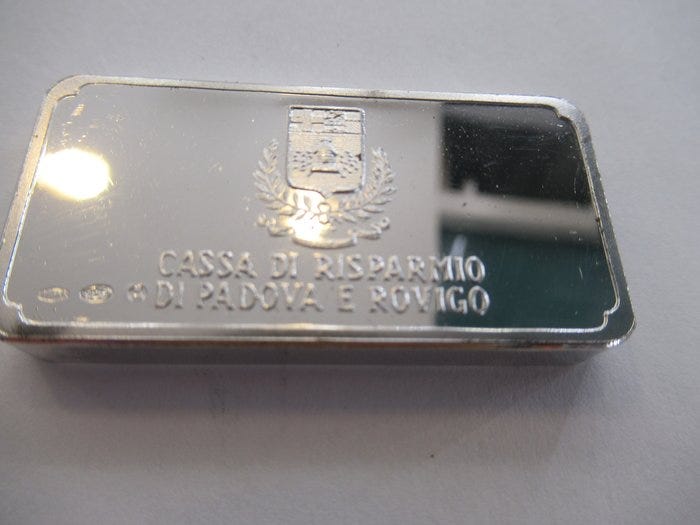 CASSA DI RISPARMIO
DI PADOVA E ROVIGO